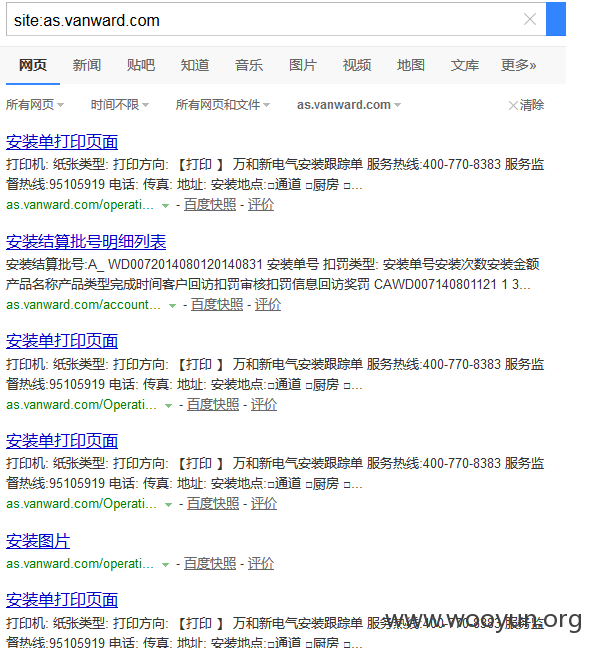 site:as.vanward.com
网页 新闻 贴吧 知道 音乐 图片 视频 地图 文库 更多»
所有网页 时间不限 所有网页和文件 as.vanward.com 清除
安装单打印页面
打印机: 纸张类型: 打印方向: 【打印 】 万和新电气安装跟踪单 服务热线:400-770-8383 服务监
督热线:95105919 电话: 传真: 地址: 安装地点:□通道 □厨房 □...
as.vanward.com/operati... - 百度快照 - 评价
安装结算批号明细列表
安装结算批号:A_ WD0072014080120140831 安装单号 扣罚类型: 安装单号安装次数安装金额
产品名称产品类型完成时间客户回访扣罚审核扣罚信息回访奖罚 CAWD007140801121 1 3...
as.vanward.com/account... - 百度快照 - 评价
安装单打印页面
打印机: 纸张类型: 打印方向: 【打印 】 万和新电气安装跟踪单 服务热线:400-770-8383 服务监
督热线:95105919 电话: 传真: 地址: 安装地点:□通道 □厨房 □...
as.vanward.com/Operati... - 百度快照 - 评价
安装单打印页面
打印机: 纸张类型: 打印方向: 【打印 】 万和新电气安装跟踪单 服务热线:400-770-8383 服务监
督热线:95105919 电话: 传真: 地址: 安装地点:□通道 □厨房 □...
as.vanward.com/Operati... - 百度快照 - 评价
安装图片
as.vanward.com/operati... - 百度快照 - 评价
安装单打印页面
打印机: 纸张类型: 打印方向: 【打印 】 万和新电气安装跟踪单 服务热线:400-770-8383 服务监
督热线:95105919 电话: 传真: 地址: 安装地点:□通道 □厨房 □...
www.wooyun.org